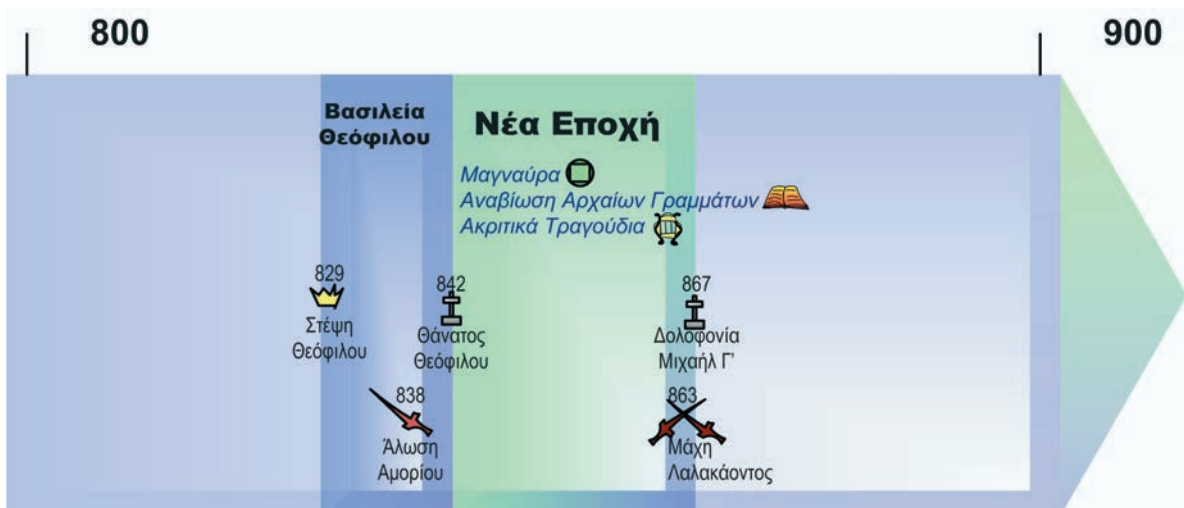 800
900
Βασιλεία
Θεόφιλου
Νέα Εποχή
Μαγναύρα
Αναβίωση Αρχαίων Γραμμάτων
Ακριτικά Τραγούδια
829
Στέψη
Θεόφιλου
842
Θάνατος
Θεόφιλου
867
Δολοφονία
Μιχαήλ Γ'
838
Άλωση
Αμορίου
863
Μάχη
Λαλακάοντος